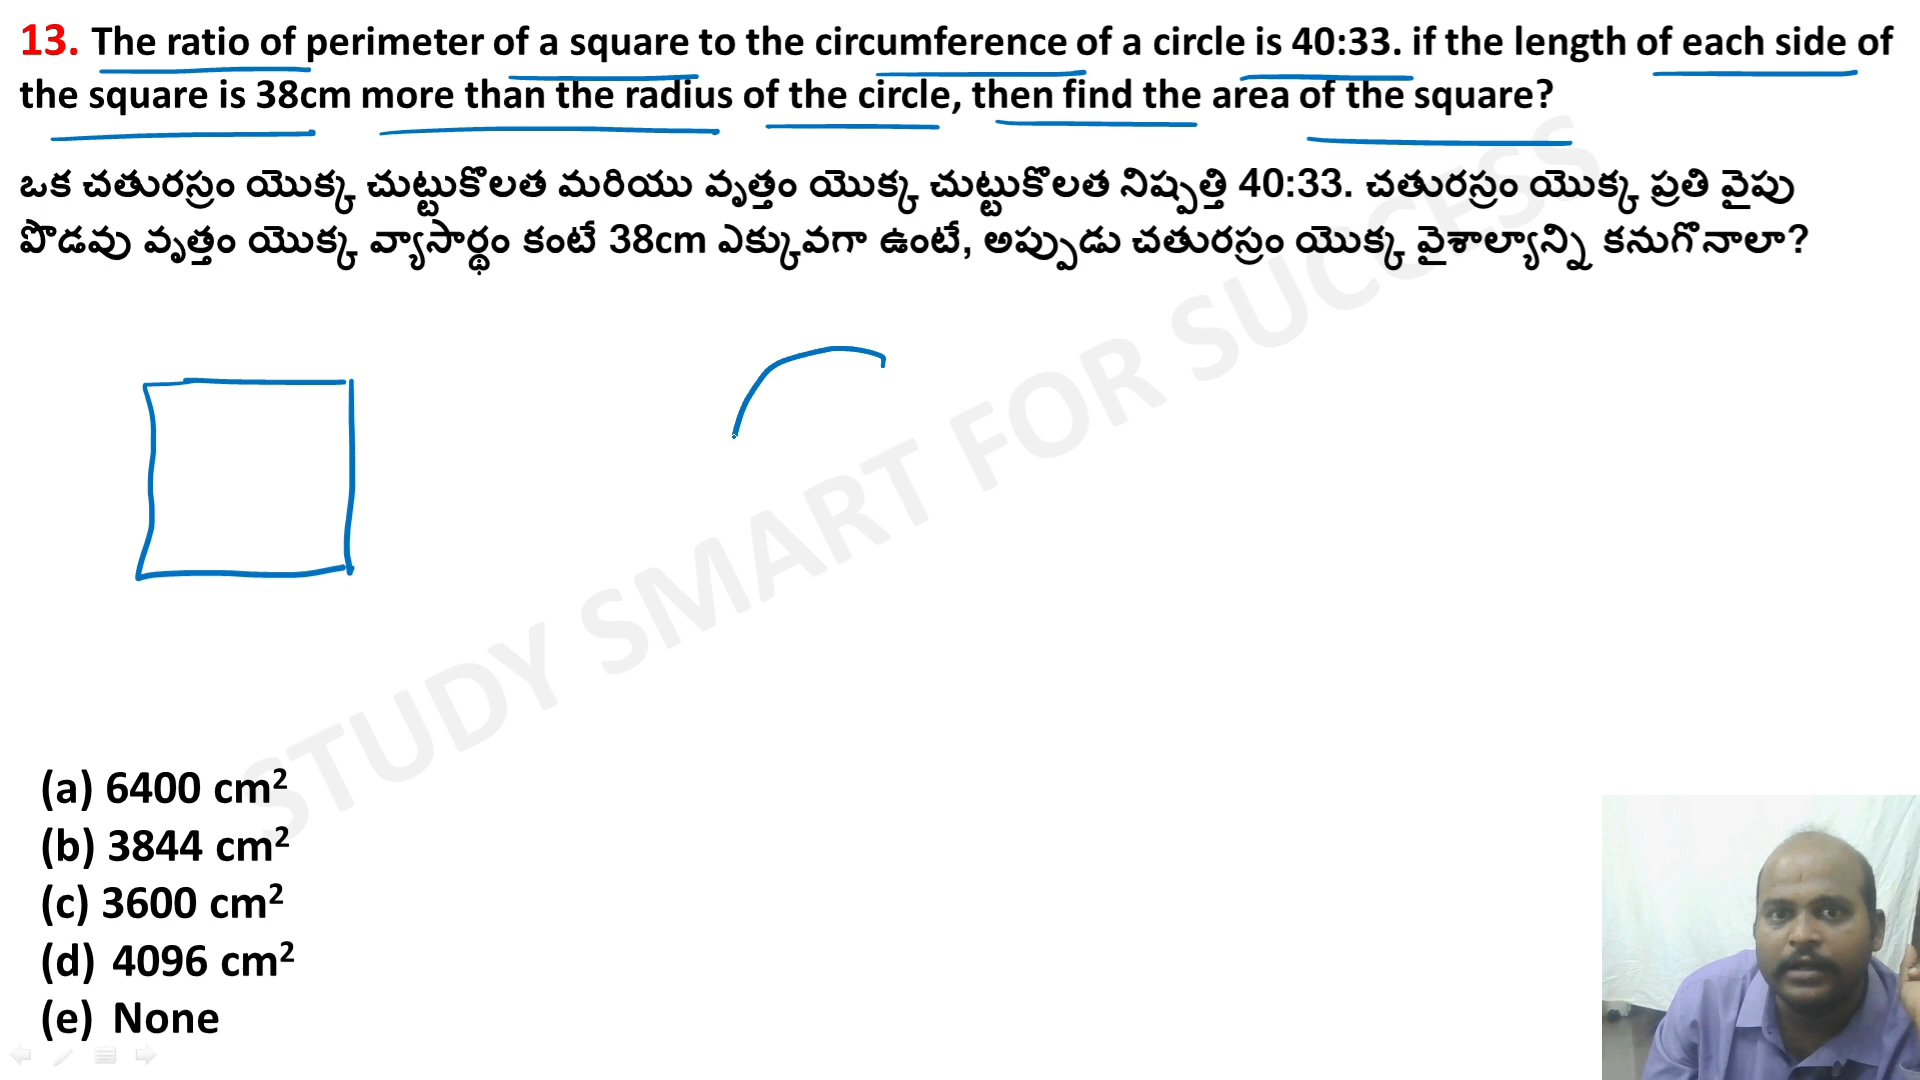 13. The ratio of perimeter of a square to the circumference of a circle is 40:33. if the length of each side of
the square is 38cm more than the radius of the circle, then find the area of the square?
ఒక చతురస్రం యొక్క చుట్టుకొలత మరియు వృత్తం యొక్క చుట్టుకొలత నిష్పత్తి 40:33. చతురస్రం యొక్క ప్రతి వైపు
పొడవు వృత్తం యొక్క వ్యాసార్థం కంటే 38cm ఎక్కువగా ఉంటే, అప్పుడు చతురస్రం యొక్క వైశాల్యాన్ని కనుగొనాలా?
STUDY SMART FOR SUCCESS
(a) 6400 cm²
(b) 3844 cm²
(c) 3600 cm²
(d) 4096 cm²
(e) None